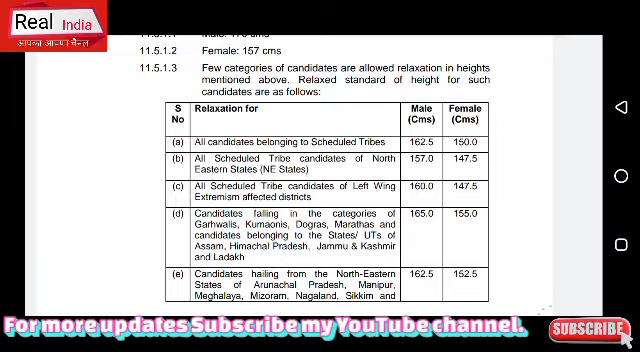 Real India
आपका अपना चैनल
11.5.1.2 Female: 157 cms
11.5.1.3 Few categories of candidates are allowed relaxation in heights
mentioned above. Relaxed standard of height for such
candidates are as follows:
S No Relaxation for Male (Cms) Female (Cms)
(a) All candidates belonging to Scheduled Tribes 162.5 150.0
(b) All Scheduled Tribe candidates of North 157.0 147.5
Eastern States (NE States)
(c) All Scheduled Tribe candidates of Left Wing 160.0 147.5
Extremism affected districts
(d) Candidates falling in the categories of 165.0 155.0
Garhwalis, Kumaonis, Dogras, Marathas and
candidates belonging to the States/ UTs of
Assam, Himachal Pradesh, Jammu & Kashmir
and Ladakh
(e) Candidates hailing from the North-Eastern 162.5 152.5
States of Arunachal Pradesh, Manipur,
Meghalaya, Mizoram, Nagaland, Sikkim and
For more updates Subscribe my YouTube channel.
SUBSCRIBE